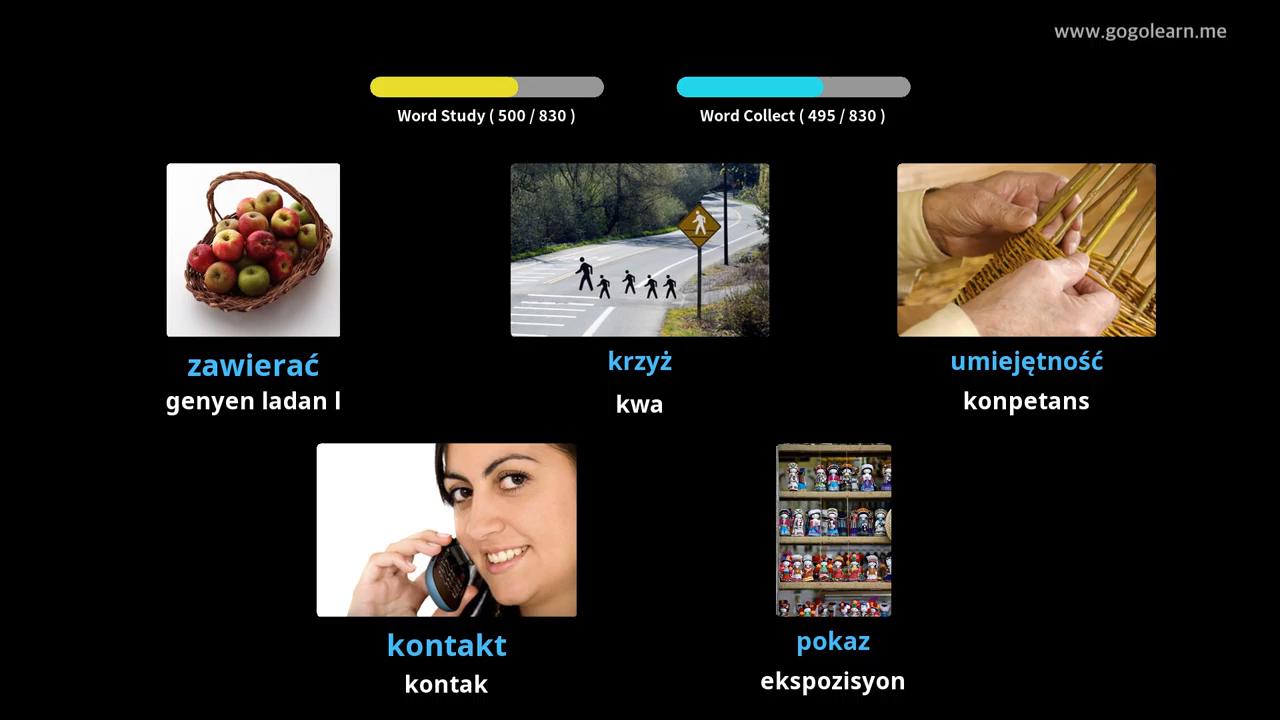 www.gogolearn.me
Word Study ( 500 / 830 )
Word Collect ( 495 / 830 )
zawierać
genyen ladan l
krzyż
kwa
umiejętność
konpetans
kontakt
kontak
pokaz
ekspozisyon